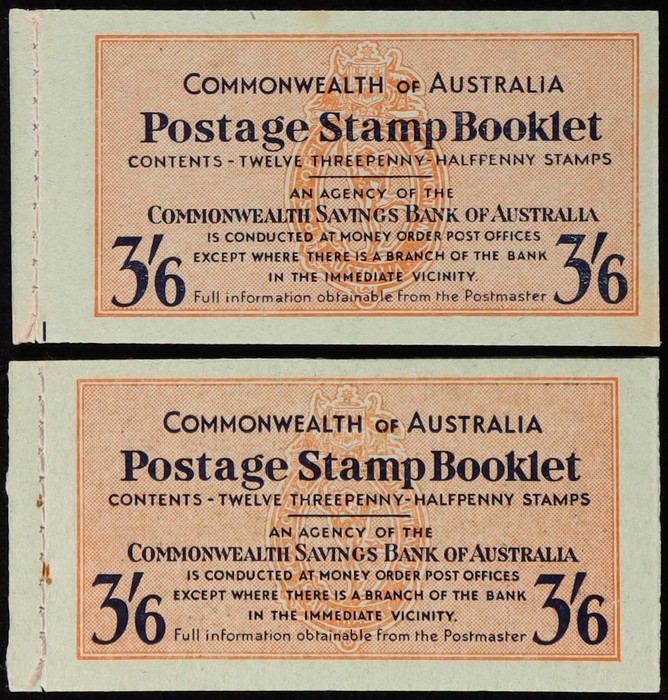 COMMONWEALTH OF AUSTRALIA
Postage Stamp Booklet
CONTENTS - TWELVE THREEPENNY-HALFPENNY STAMPS
AN AGENCY OF THE
COMMONWEALTH SAVINGS BANK OF AUSTRALIA
IS CONDUCTED AT MONEY ORDER POST OFFICES
EXCEPT WHERE THERE IS A BRANCH OF THE BANK
IN THE IMMEDIATE VICINITY.
3'/6 Full information obtainable from the Postmaster 3'/6
COMMONWEALTH OF AUSTRALIA
Postage Stamp Booklet
CONTENTS - TWELVE THREEPENNY-HALFPENNY STAMPS
AN AGENCY OF THE
COMMONWEALTH SAVINGS BANK OF AUSTRALIA
IS CONDUCTED AT MONEY ORDER POST OFFICES
EXCEPT WHERE THERE IS A BRANCH OF THE BANK
IN THE IMMEDIATE VICINITY.
3'/6 Full information obtainable from the Postmaster 3'/6